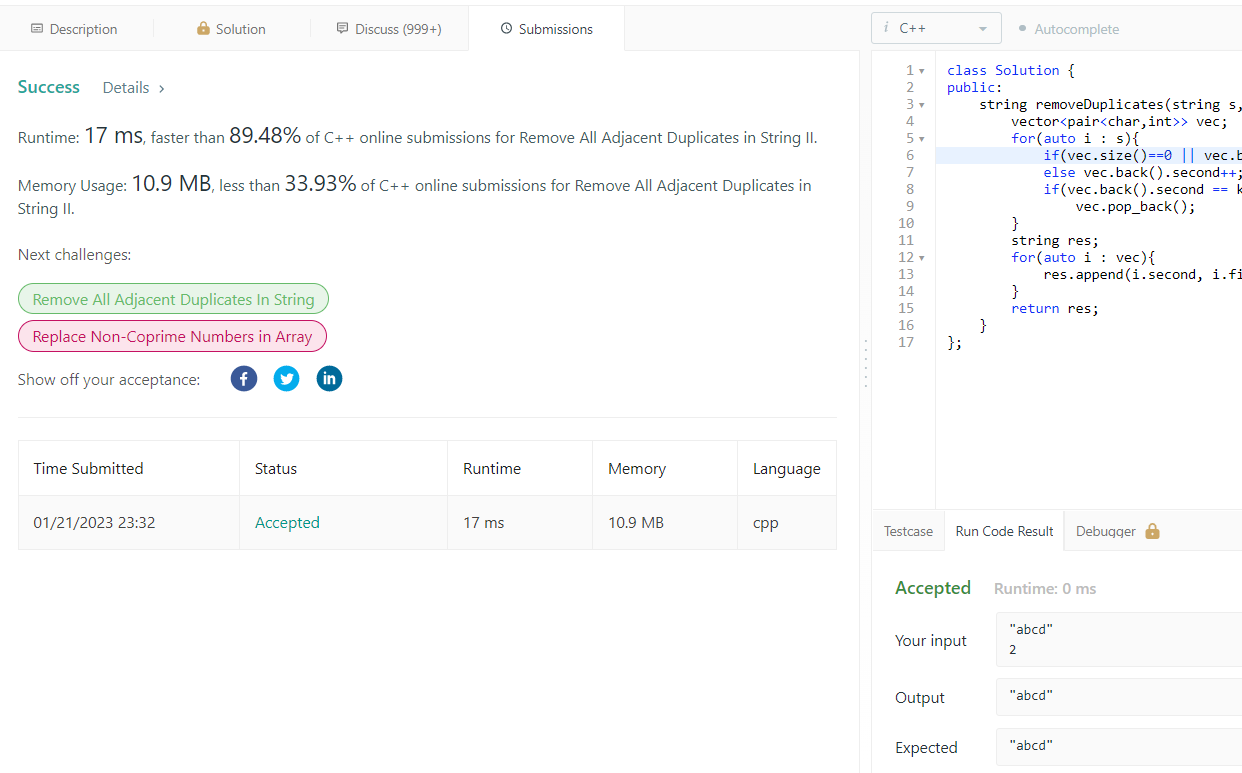 Description
Solution
Discuss (999+)
Submissions
Success
Details
Runtime: 17 ms, faster than 89.48% of C++ online submissions for Remove All Adjacent Duplicates in String II.
Memory Usage: 10.9 MB, less than 33.93% of C++ online submissions for Remove All Adjacent Duplicates in
String II.
Next challenges:
Remove All Adjacent Duplicates In String
Replace Non-Coprime Numbers in Array
Show off your acceptance:
Time Submitted Status Runtime Memory Language
01/21/2023 23:32 Accepted 17 ms 10.9 MB cpp
i C++
Autocomplete
1 class Solution {
2 public:
3 string removeDuplicates(string s,
4 vector<pair<char,int>> vec;
5 for(auto i : s){
6 if(vec.size()==0 || vec.b
7 else vec.back().second++;
8 if(vec.back().second == k
9 vec.pop_back();
10 }
11 string res;
12 for(auto i : vec){
13 res.append(i.second, i.fi
14 }
15 return res;
16 }
17 };
Testcase
Run Code Result
Debugger
Accepted Runtime: 0 ms
Your input
"abcd"
2
Output
"abcd"
Expected
"abcd"